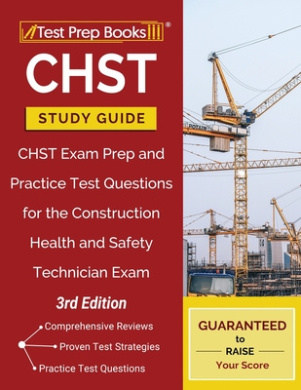 Test Prep Books®
CHST
STUDY GUIDE
CHST Exam Prep and
Practice Test Questions
for the Construction
Health and Safety
Technician Exam
3rd Edition
Comprehensive Reviews
Proven Test Strategies
Practice Test Questions
GUARANTEED
to
RAISE
Your Score